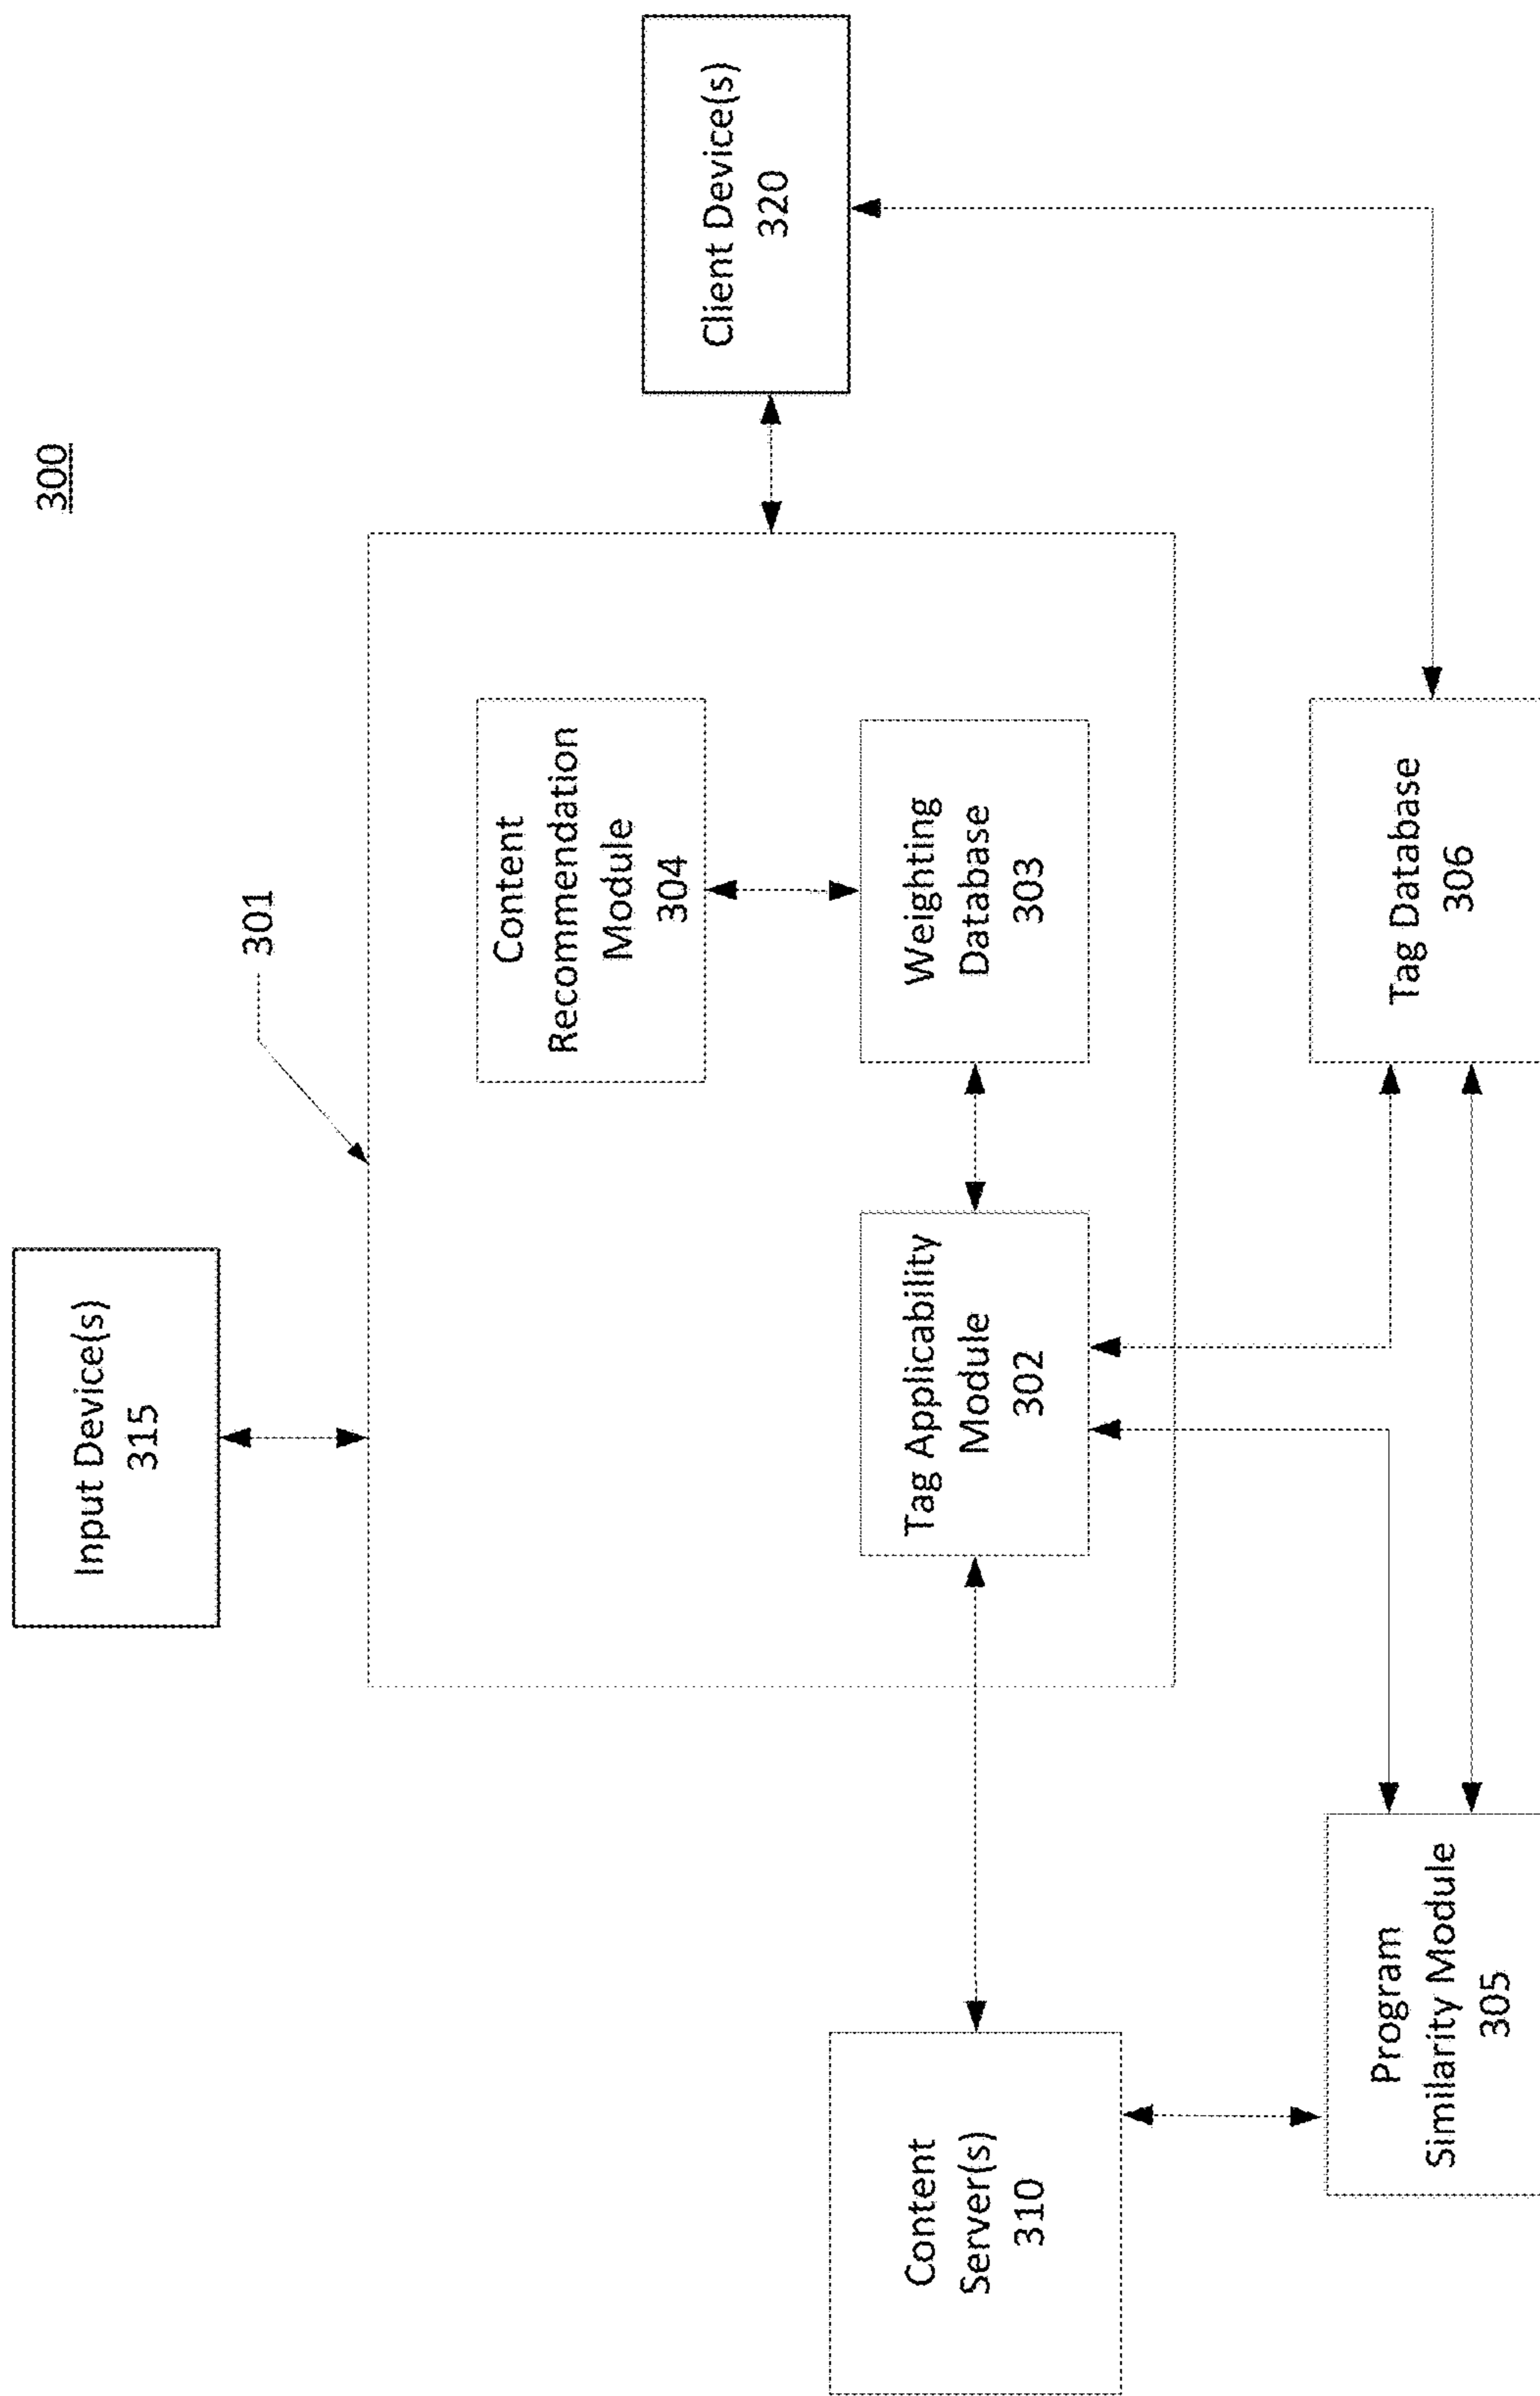 300
Input Device(s)
315
301
Content
Recommendation
Module
304
Client Device(s)
320
Content
Server(s)
310
Tag Applicability
Module
302
Weighting
Database
303
Program
Similarity Module
305
Tag Database
306